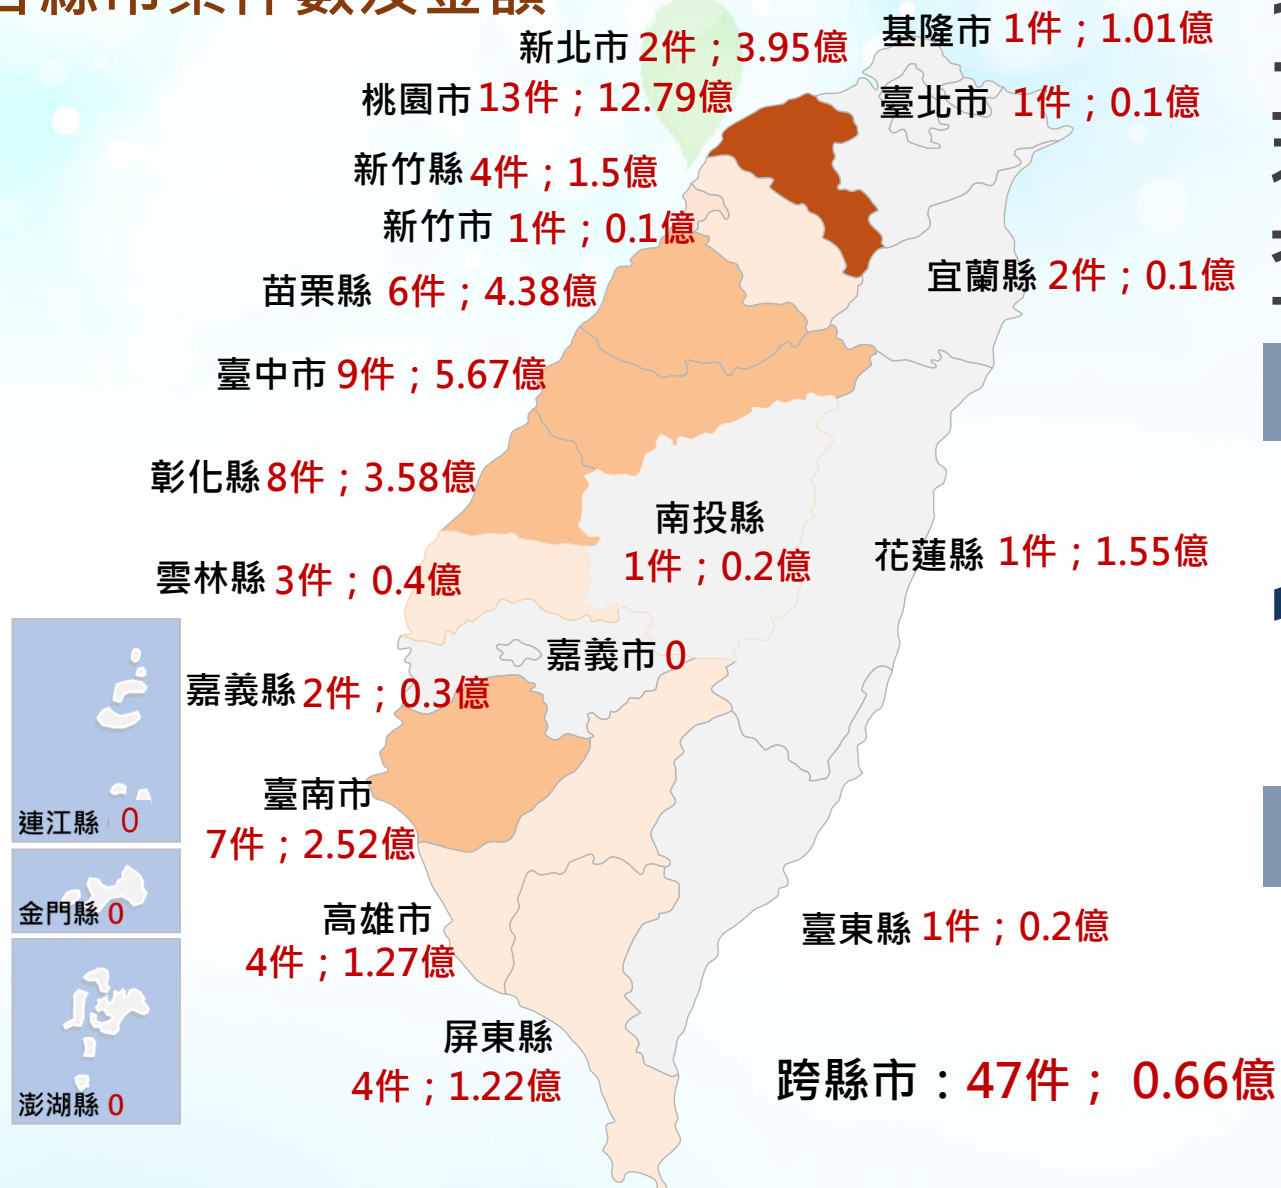 各縣市案件數及金額
新北市 2件；3.95億
基隆市 1件；1.01億
桃園市 13件；12.79億
臺北市 1件；0.1億
新竹縣 4件；1.5億
新竹市 1件；0.1億
宜蘭縣 2件；0.1億
苗栗縣 6件；4.38億
臺中市 9件；5.67億
彰化縣 8件；3.58億
南投縣
1件；0.2億
花蓮縣 1件；1.55億
雲林縣 3件；0.4億
嘉義市 0
嘉義縣 2件；0.3億
臺南市
7件；2.52億
連江縣 0
金門縣 0
高雄市
4件；1.27億
臺東縣 1件；0.2億
屏東縣
4件；1.22億
澎湖縣 0
跨縣市：47件； 0.66億